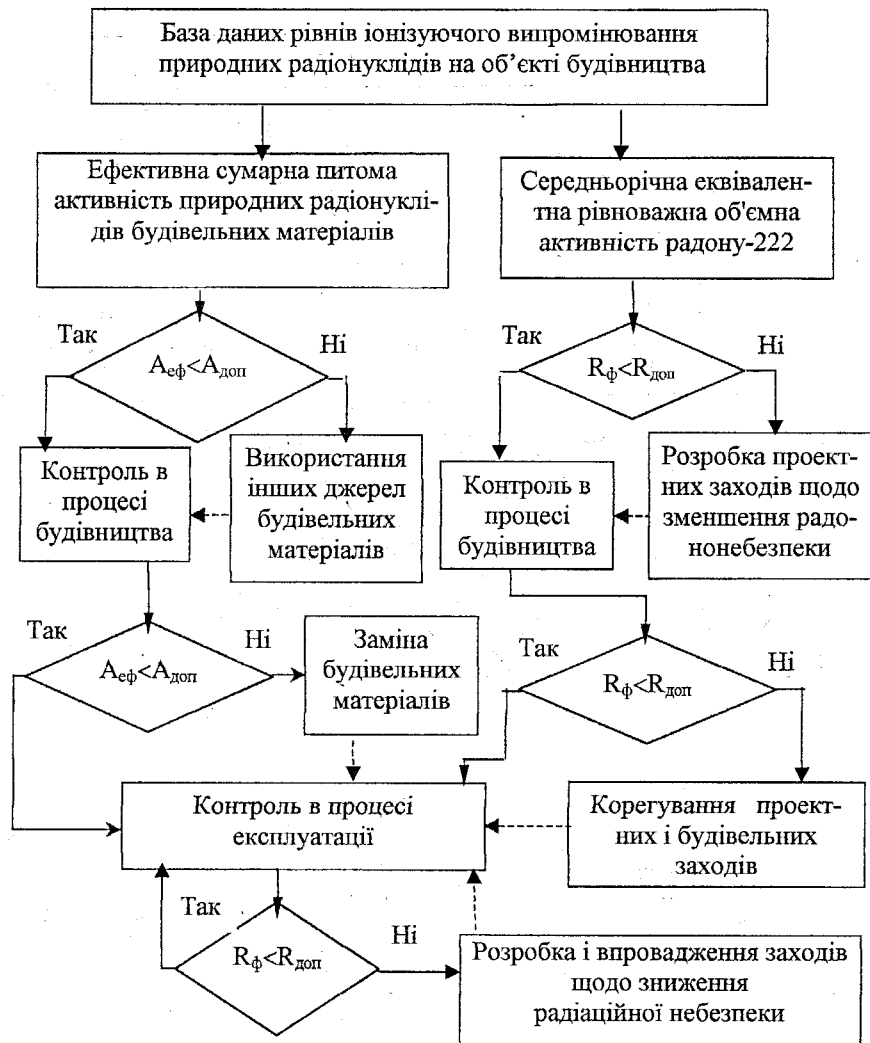 База даних рівнів іонізуючого випромінювання
природних радіонуклідів на об’єкті будівництва
Ефективна сумарна питома
активність природних радіонуклі-
дів будівельних матеріалів
Середньорічна еквівален-
тна рівноважна об'ємна
активність радону-222
Так
Aеф<Aдоп
Ні
Так
Rф<Rдоп
Ні
Контроль в
процесі
будівництва
Використання
інших джерел
будівельних
матеріалів
Контроль в
процесі
будівництва
Розробка проект-
них заходів щодо
зменшення радо-
нонебезпеки
Так
Aеф<Aдоп
Ні
Заміна
будівельних
матеріалів
Так
Rф<Rдоп
Ні
Контроль в процесі
експлуатації
Корегування проект-
них і будівельних
заходів
Так
Rф<Rдоп
Ні
Розробка і впровадження заходів
щодо зниження
радіаційної небезпеки